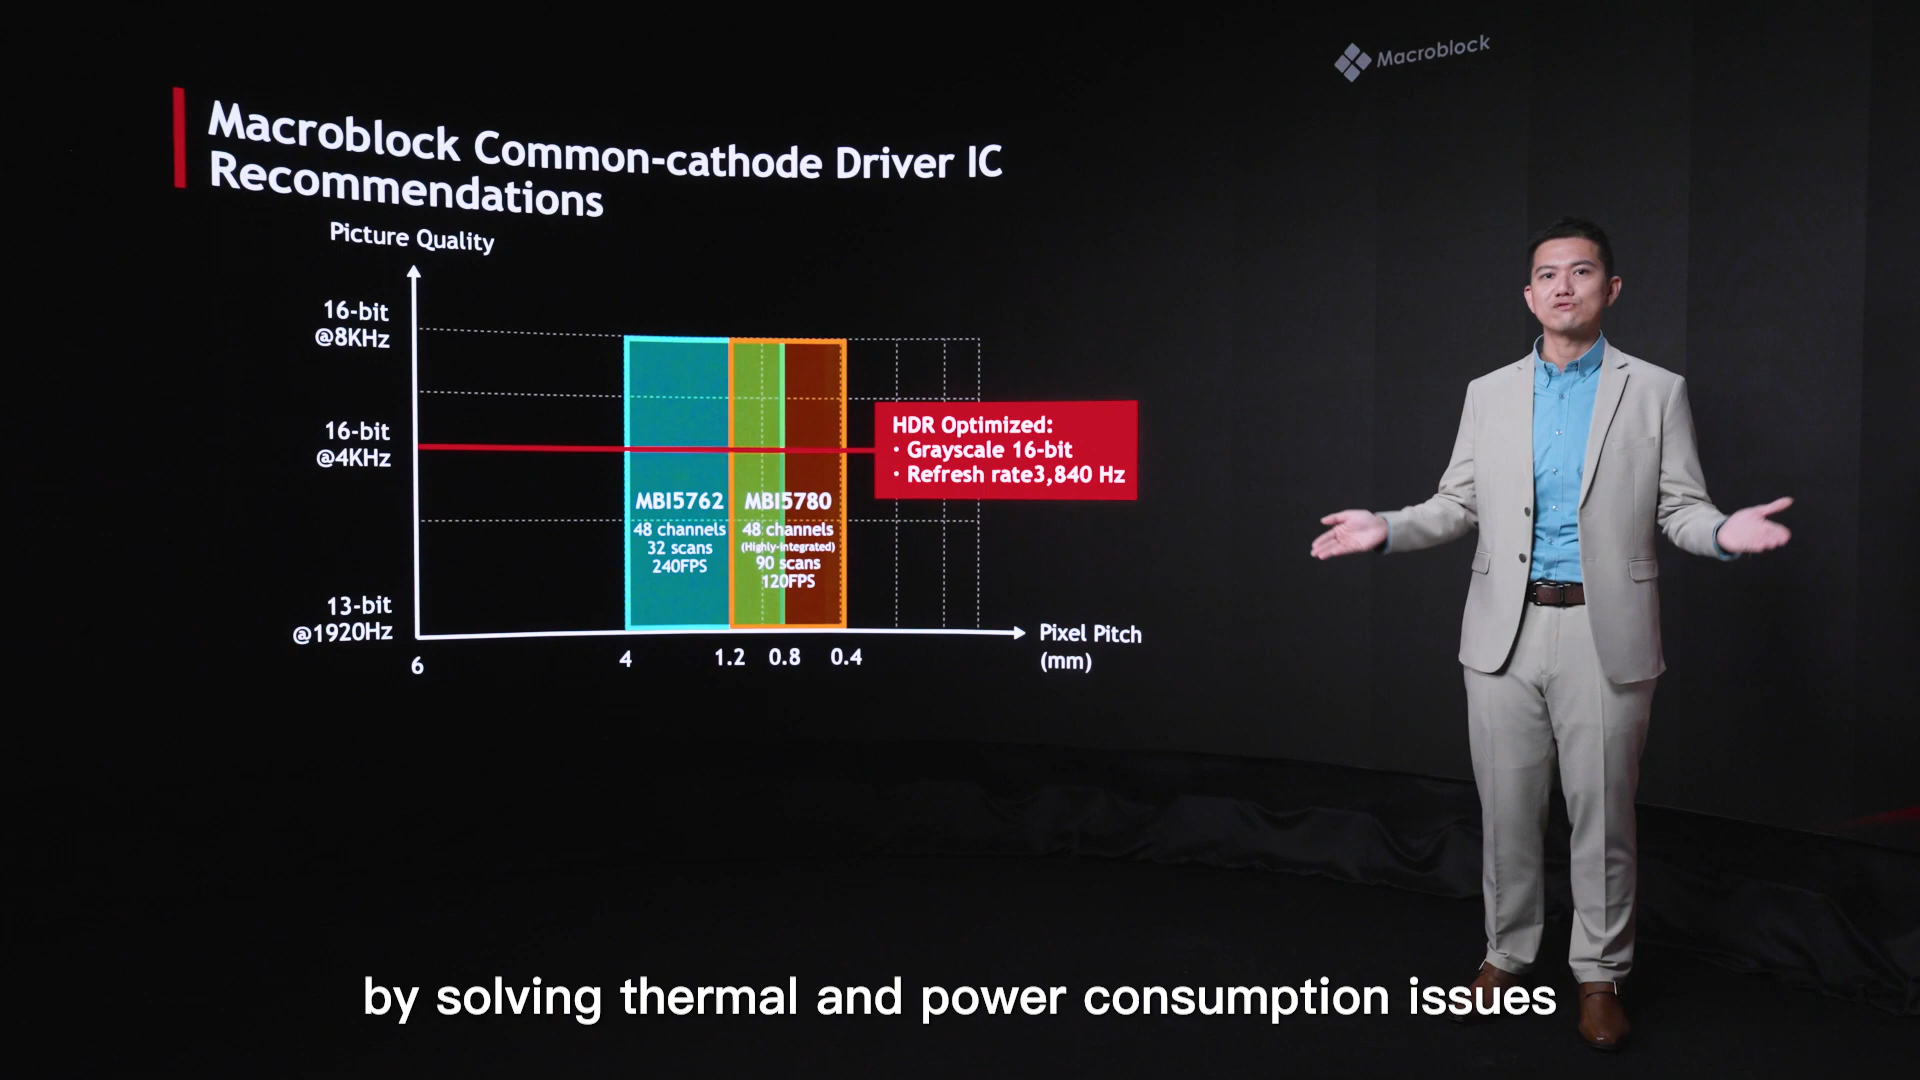 Macroblock
Macroblock Common-cathode Driver IC
Recommendations
Picture Quality
16-bit
@8KHz
16-bit
@4KHz
13-bit
@1920Hz
HDR Optimized:
• Grayscale 16-bit
• Refresh rate3,840 Hz
MBI5762
48 channels
32 scans
240FPS
MBI5780
48 channels
(Highly-integrated)
90 scans
120FPS
6
4
1.2
0.8
0.4
Pixel Pitch
(mm)
by solving thermal and power consumption issues